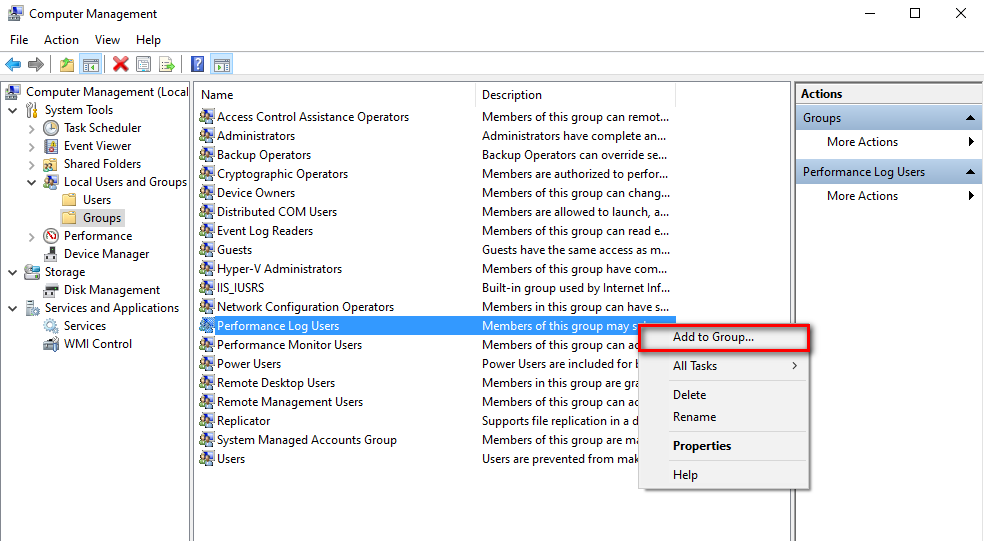 Computer Management
File Action View Help
Computer Management (Local
System Tools
Task Scheduler
Event Viewer
Shared Folders
Local Users and Groups
Users
Groups
Performance
Device Manager
Storage
Disk Management
Services and Applications
Services
WMI Control
Name Description
Access Control Assistance Operators Members of this group can remot...
Administrators Administrators have complete an...
Backup Operators Backup Operators can override se...
Cryptographic Operators Members are authorized to perfor...
Device Owners Members of this group can chang...
Distributed COM Users Members are allowed to launch, a...
Event Log Readers Members of this group can read e...
Guests Guests have the same access as m...
Hyper-V Administrators Members of this group have com...
IIS_IUSRS Built-in group used by Internet Inf...
Network Configuration Operators Members in this group can have s...
Performance Log Users Members of this group may
Performance Monitor Users Members of this group can
Power Users Power Users are included for
Remote Desktop Users Members in this group are
Remote Management Users Members of this group can
Replicator Supports file replication in a
System Managed Accounts Group Members of this group are
Users Users are prevented from
Add to Group...
All Tasks
Delete
Rename
Properties
Help
Actions
Groups
More Actions
Performance Log Users
More Actions